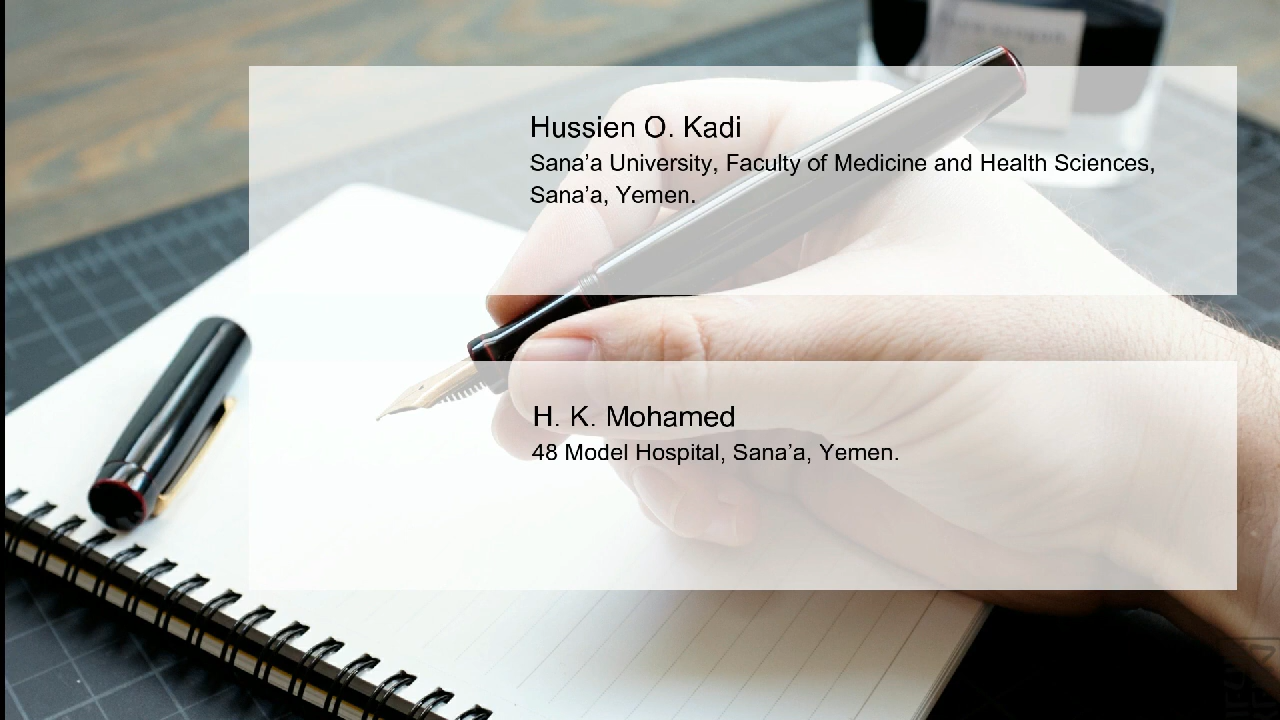 Hussien O. Kadi
Sana’a University, Faculty of Medicine and Health Sciences,
Sana’a, Yemen.
H. K. Mohamed
48 Model Hospital, Sana’a, Yemen.